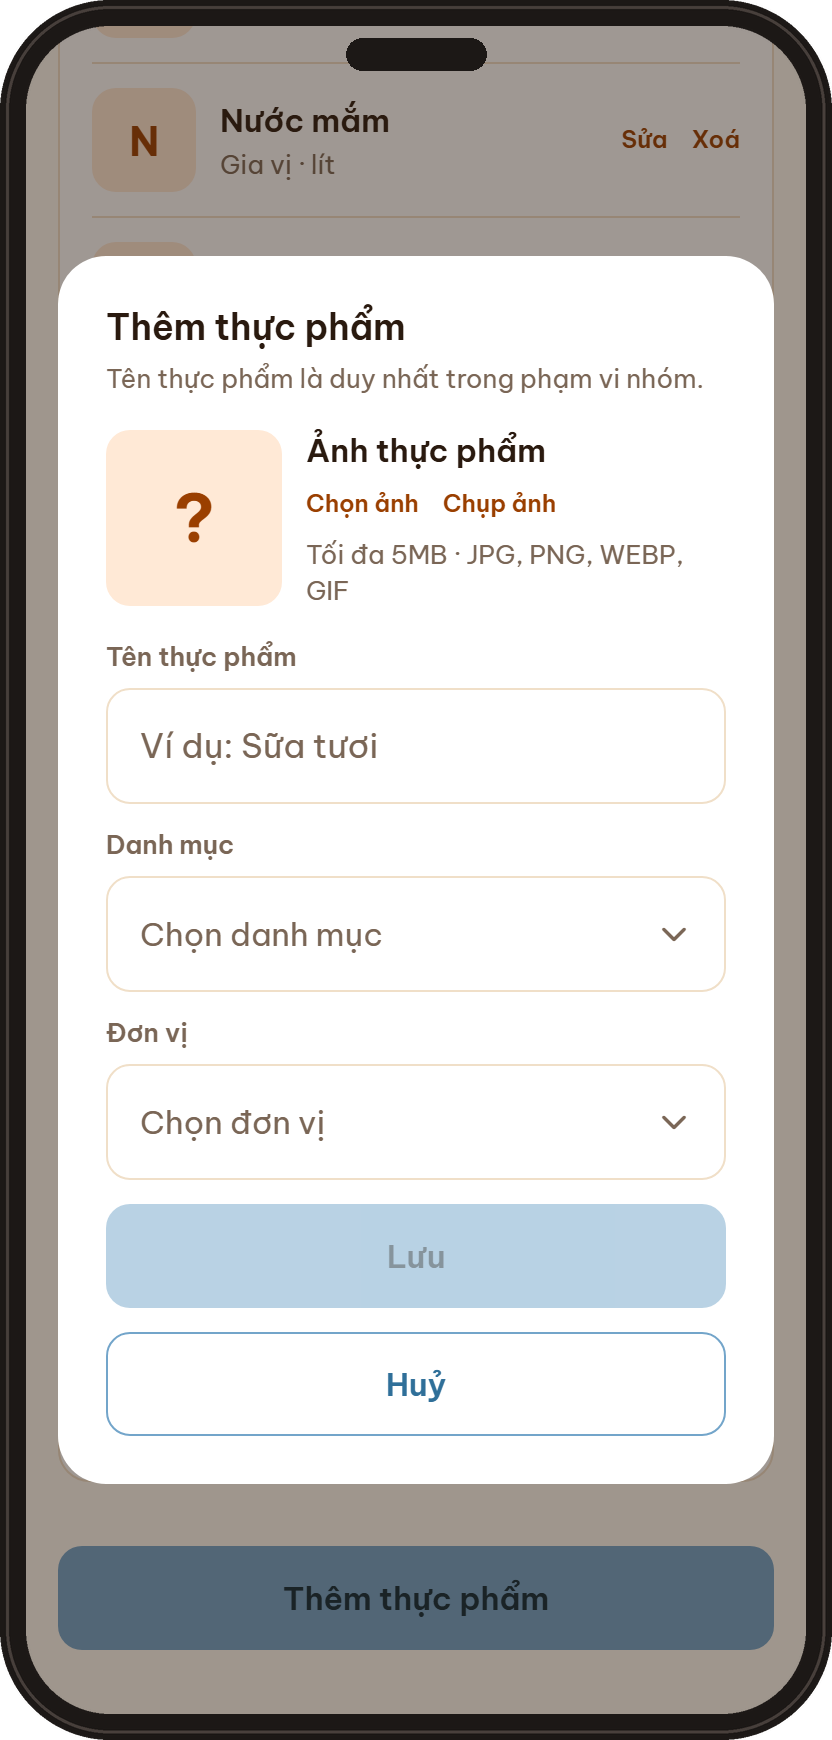 N
Nước mắm
Gia vị · lít
Sửa Xoá
Thêm thực phẩm
Tên thực phẩm là duy nhất trong phạm vi nhóm.
?
Ảnh thực phẩm
Chọn ảnh Chụp ảnh
Tối đa 5MB · JPG, PNG, WEBP,
GIF
Tên thực phẩm
Ví dụ: Sữa tươi
Danh mục
Chọn danh mục
Đơn vị
Chọn đơn vị
Lưu
Huỷ
Thêm thực phẩm